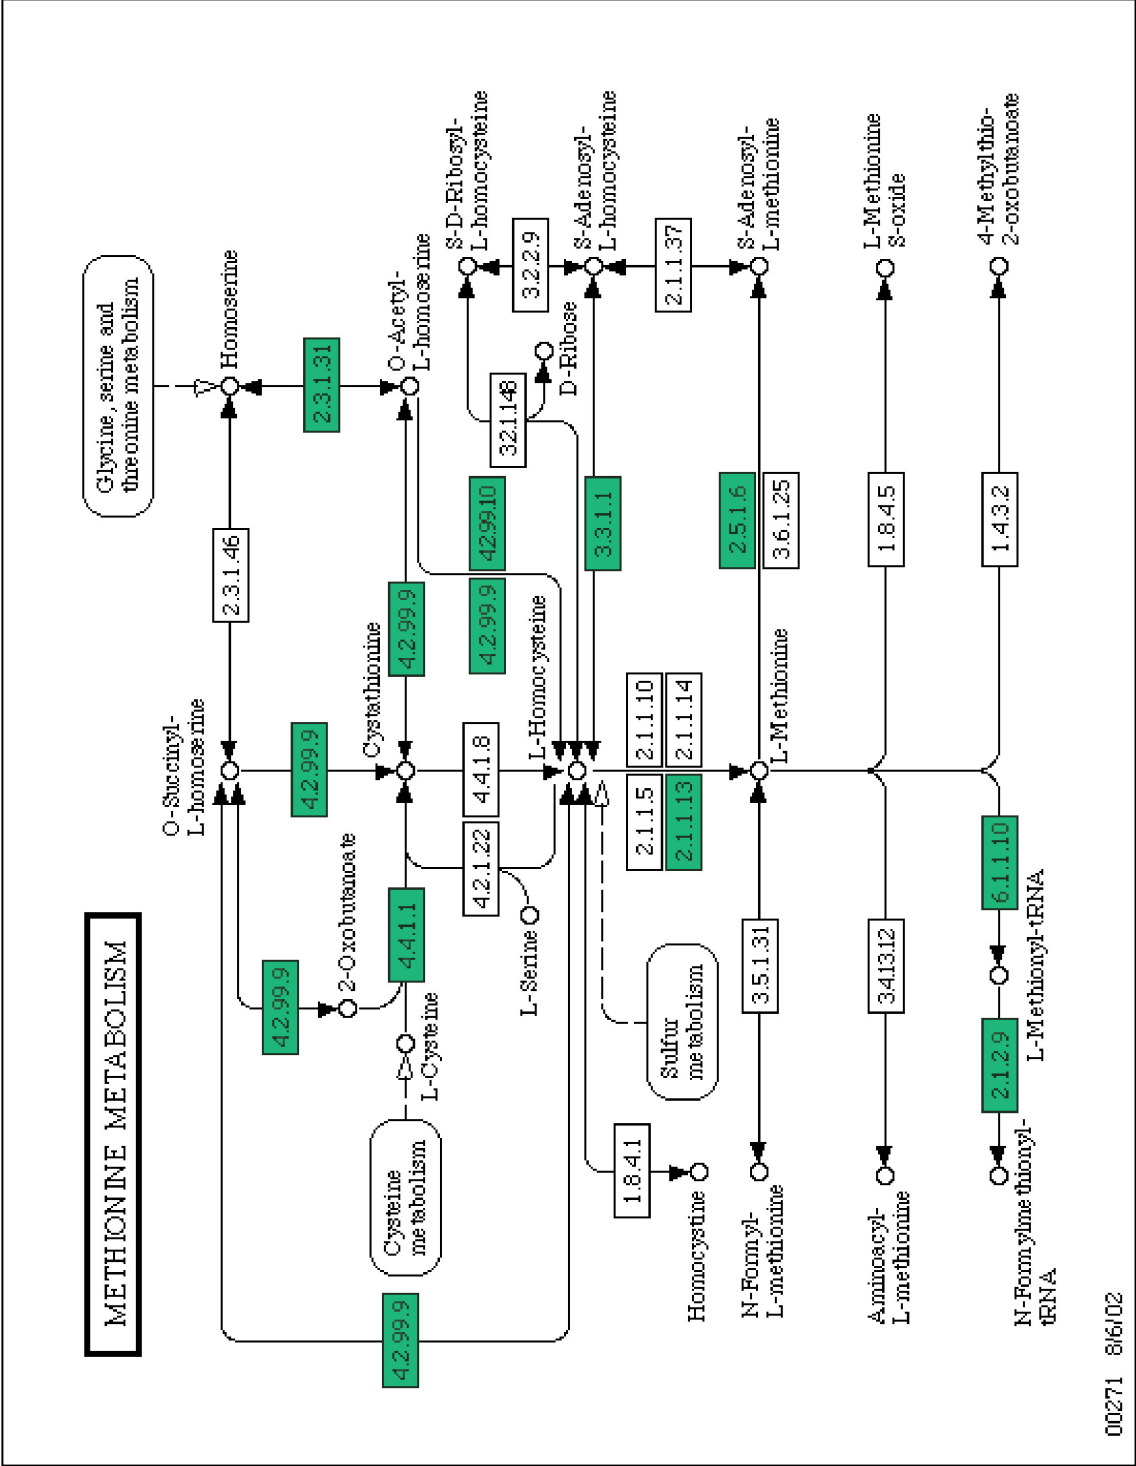 METHIONINE METABOLISM
Glycine, serine and
threonine metabolism
O-Succinyl-
L-homoserine
2.3.1.46
Homoserine
4.2.99.9
4.2.99.9
2.3.1.31
2-Oxobutanoate
Cystathionine
O-Acetyl-
L-homoserine
4.2.99.9
Cysteine
metabolism
L-Cysteine
4.4.1.1
4.2.99.9
S-D-Ribosyl-
L-homocysteine
4.2.1.22
4.4.1.8
4.2.99.9
4.2.99.10
3.2.1.148
3.2.2.9
L-Serine
L-Homocysteine
D-Ribose
S-Adenosyl-
L-homocysteine
3.3.1.1
1.8.4.1
2.1.1.5
2.1.1.10
2.1.1.13
2.1.1.14
2.1.1.37
Sulfur
metabolism
Homocystine
2.5.1.6
S-Adenosyl-
L-methionine
N-Formyl-
L-methionine
3.5.1.31
L-Methionine
3.6.1.25
Aminoacyl-
L-methionine
3.4.13.12
1.8.4.5
L-Methionine
S-oxide
2.1.2.9
6.1.1.10
1.4.3.2
4-Methylthio-
2-oxobutanoate
N-Formylmethionyl-
tRNA
L-Methionyl-tRNA
00271 8/6/02